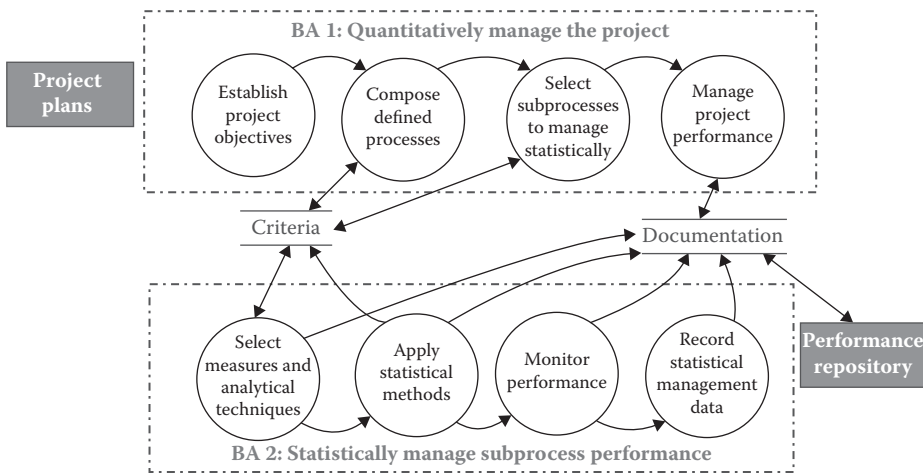 BA 1: Quantitatively manage the project
Project
plans
Establish
project
objectives
Compose
defined
processes
Select
subprocesses
to manage
statistically
Manage
project
performance
Criteria
Documentation
Select
measures and
analytical
techniques
Apply
statistical
methods
Monitor
performance
Record
statistical
management
data
Performance
repository
BA 2: Statistically manage subprocess performance